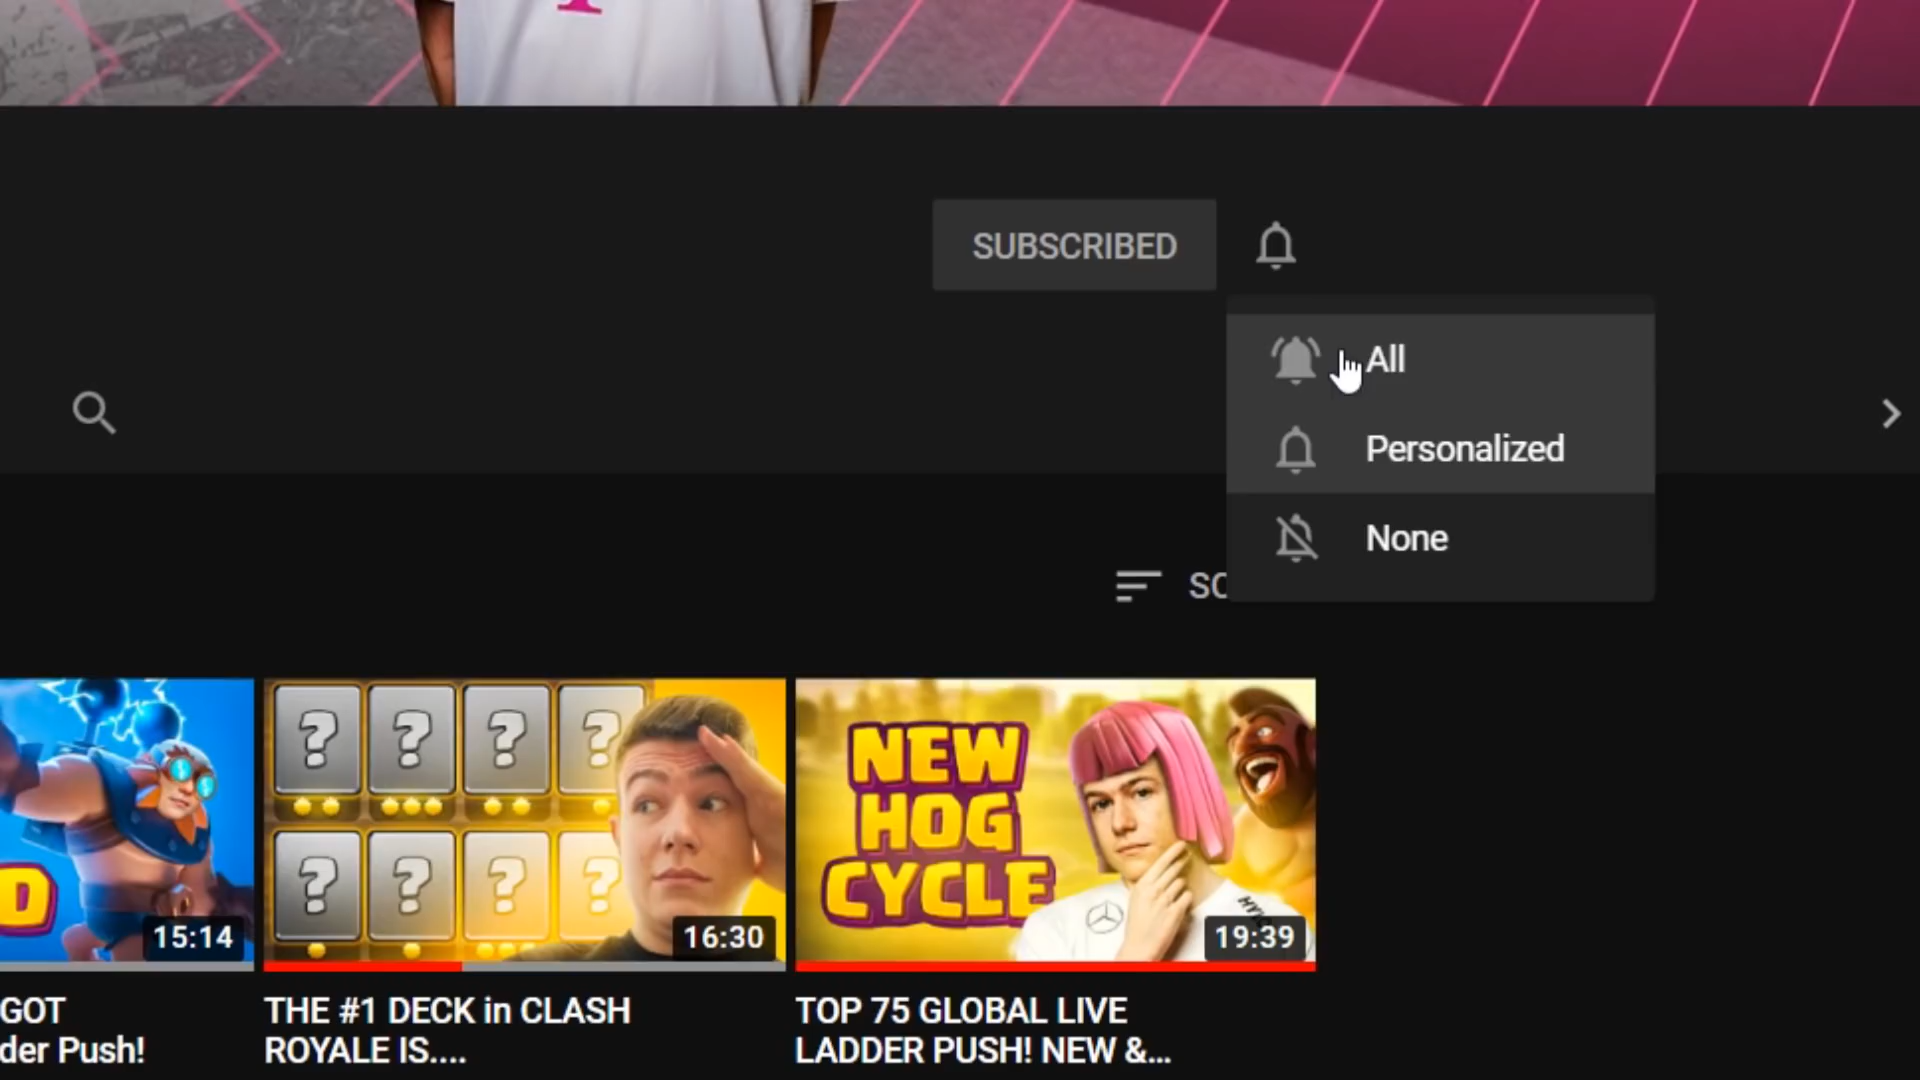 SUBSCRIBED
All
Personalized
None
NEW
HOG
CYCLE
15:14
16:30
19:39
GOT
der Push!
THE #1 DECK in CLASH
ROYALE IS....
TOP 75 GLOBAL LIVE
LADDER PUSH! NEW &...